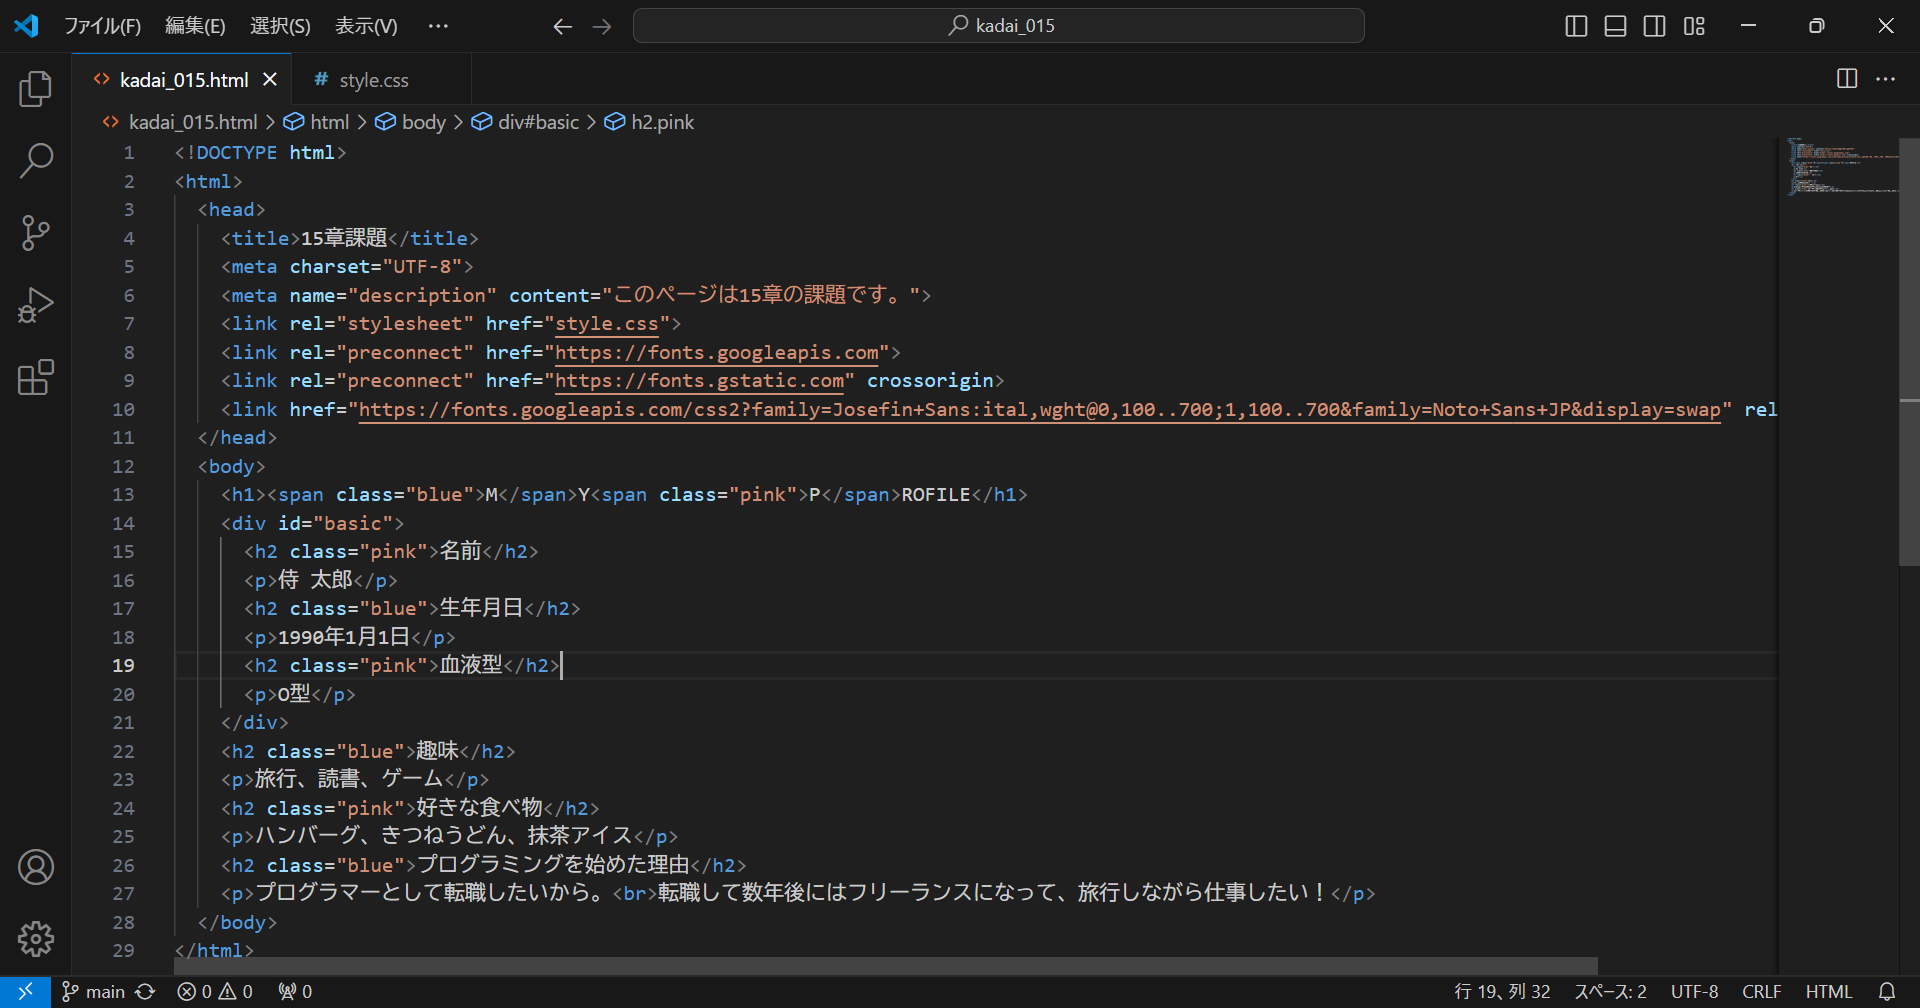 ファイル(F) 編集(E) 選択(S) 表示(V) ··· kadai_015
kadai_015.html # style.css
kadai_015.html > html > body > div#basic > h2.pink
1 <!DOCTYPE html>
2 <html>
3 <head>
4 <title>15章課題</title>
5 <meta charset="UTF-8">
6 <meta name="description" content="このページは15章の課題です。">
7 <link rel="stylesheet" href="style.css">
8 <link rel="preconnect" href="https://fonts.googleapis.com">
9 <link rel="preconnect" href="https://fonts.gstatic.com" crossorigin>
10 <link href="https://fonts.googleapis.com/css2?family=Josefin+Sans:ital,wght@0,100..700;1,100..700&family=Noto+Sans+JP&display=swap" rel
11 </head>
12 <body>
13 <h1><span class="blue">M</span>Y<span class="pink">P</span>ROFILE</h1>
14 <div id="basic">
15 <h2 class="pink">名前</h2>
16 <p>侍 太郎</p>
17 <h2 class="blue">生年月日</h2>
18 <p>1990年1月1日</p>
19 <h2 class="pink">血液型</h2>
20 <p>O型</p>
21 </div>
22 <h2 class="blue">趣味</h2>
23 <p>旅行、読書、ゲーム</p>
24 <h2 class="pink">好きな食べ物</h2>
25 <p>ハンバーグ、きつねうどん、抹茶アイス</p>
26 <h2 class="blue">プログラミングを始めた理由</h2>
27 <p>プログラマーとして転職したいから。<br>転職して数年後にはフリーランスになって、旅行しながら仕事したい！</p>
28 </body>
29 </html>
main 0 0 0 行 19、列 32 スペース: 2 UTF-8 CRLF HTML